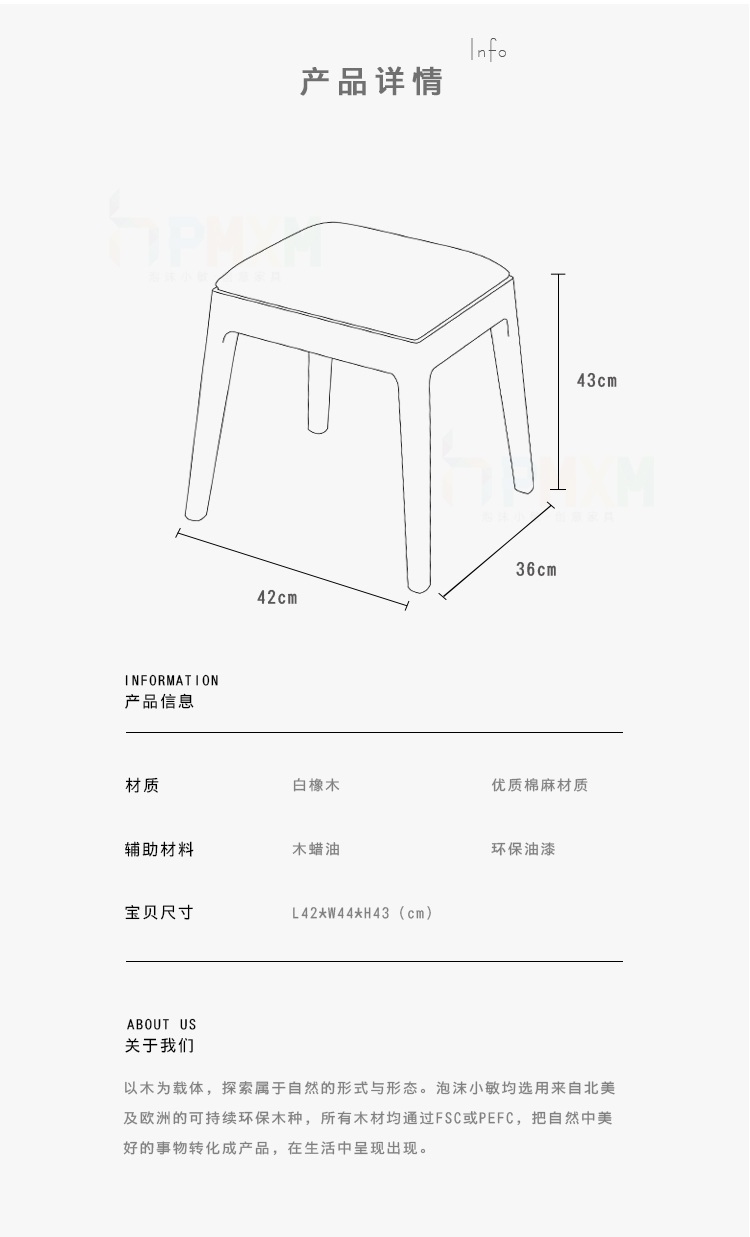 Info
产品详情
PMXM
43cm
PMXM
36cm
42cm
INFORMATION
产品信息
材质 白橡木 优质棉麻材质
辅助材料 木蜡油 环保油漆
宝贝尺寸 L42*W44*H43 (cm)
ABOUT US
关于我们
以木为载体，探索属于自然的形式与形态。泡沫小敏均选用来自北美
及欧洲的可持续环保木种，所有木材均通过FSC或PEFC，把自然中美
好的事物转化成产品，在生活中呈现出现。